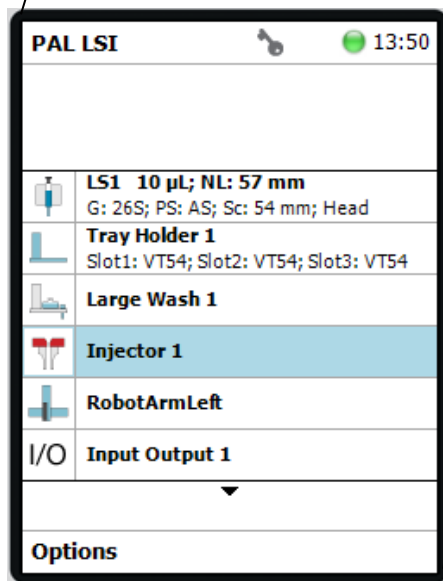 PAL LSI 13:50
LS1 10 µL; NL: 57 mm
G: 26S; PS: AS; Sc: 54 mm; Head
Tray Holder 1
Slot1: VT54; Slot2: VT54; Slot3: VT54
Large Wash 1
Injector 1
RobotArmLeft
I/O Input Output 1
Options